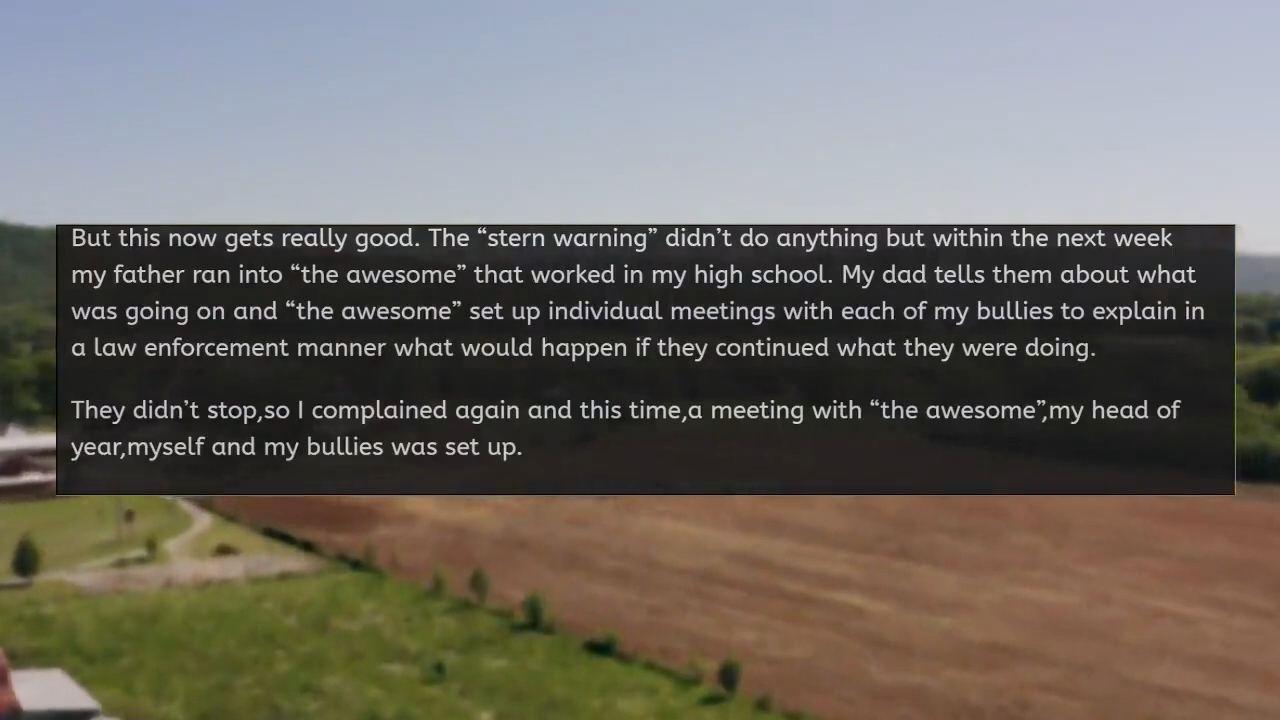 But this now gets really good. The “stern warning” didn’t do anything but within the next week
my father ran into “the awesome” that worked in my high school. My dad tells them about what
was going on and “the awesome” set up individual meetings with each of my bullies to explain in
a law enforcement manner what would happen if they continued what they were doing.
They didn’t stop,so I complained again and this time,a meeting with “the awesome”,my head of
year,myself and my bullies was set up.